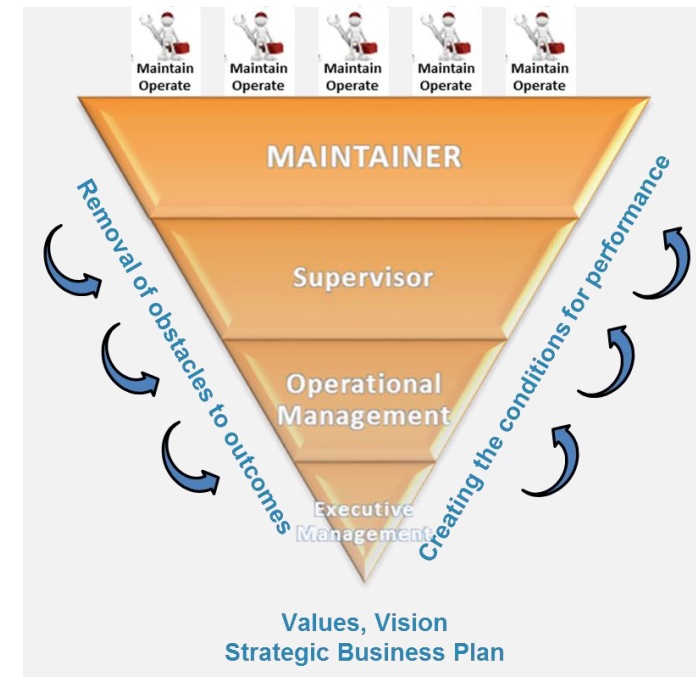 Maintain Operate
Maintain Operate
Maintain Operate
Maintain Operate
Maintain Operate
MAINTAINER
Supervisor
Operational
Management
Executive
Management
Removal of obstacles to outcomes
Creating the conditions for performance
Values, Vision
Strategic Business Plan